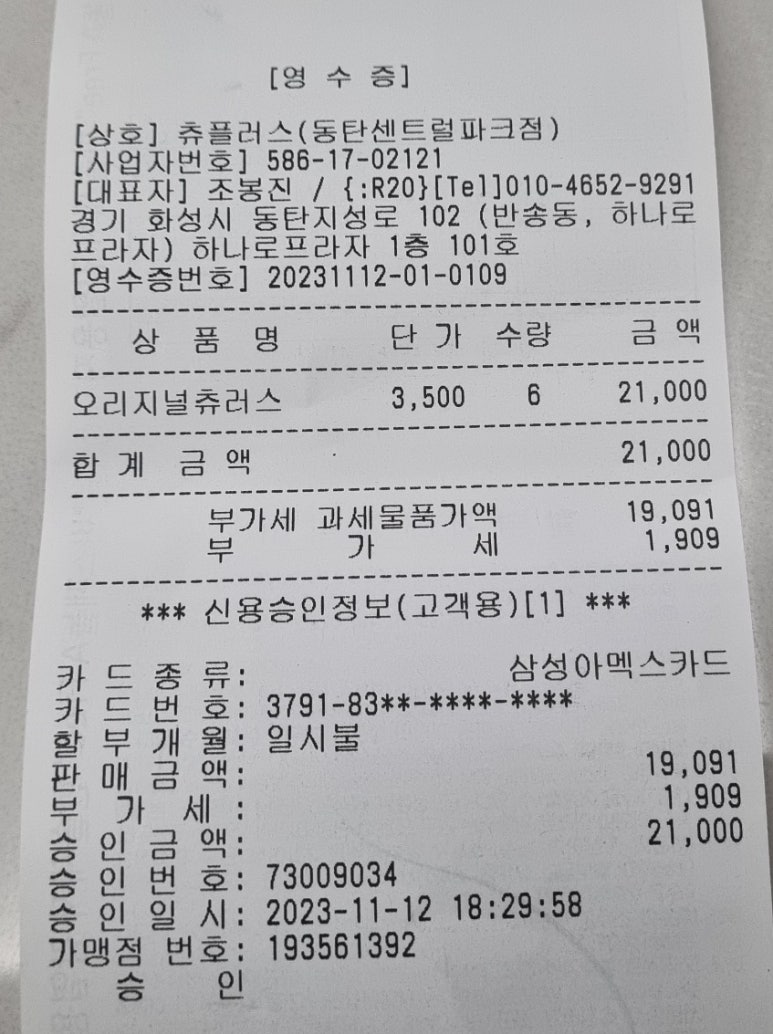 [영 수 증]
[상호] 츄플러스(동탄센트럴파크점)
[사업자번호] 586-17-02121
[대표자] 조봉진 / {:R20}[Tel]010-4652-9291
경기 화성시 동탄지성로 102 (반송동, 하나로
프라자) 하나로프라자 1층 101호
[영수증번호] 20231112-01-0109
상 품 명 단 가 수량 금 액
오리지널츄러스 3,500 6 21,000
합 계 금 액 21,000
부가세 과세물품가액 19,091
부 가 세 1,909
*** 신용승인정보(고객용)[1] ***
카 드 종 류: 삼성아멕스카드
카 드 번 호: 3791-83**-****-****
할 부 개 월: 일시불
판 매 금 액: 19,091
부 가 세 : 1,909
승 인 금 액: 21,000
승 인 번 호: 73009034
승 인 일 시: 2023-11-12 18:29:58
가맹점 번호: 193561392
승 인